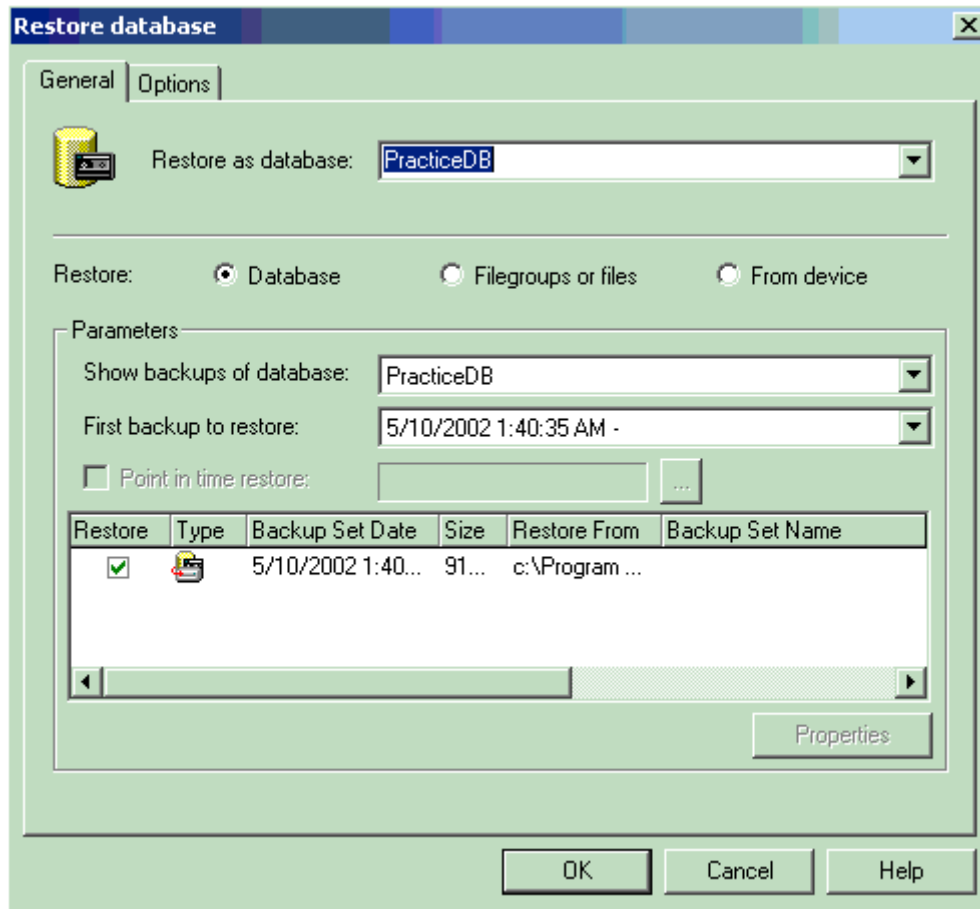 Restore database
General Options
Restore as database: PracticeDB
Restore: Database Filegroups or files From device
Parameters
Show backups of database: PracticeDB
First backup to restore: 5/10/2002 1:40:35 AM -
Point in time restore: ...
Restore Type Backup Set Date Size Restore From Backup Set Name
5/10/2002 1:40... 91... c:\Program ...
Properties
OK Cancel Help